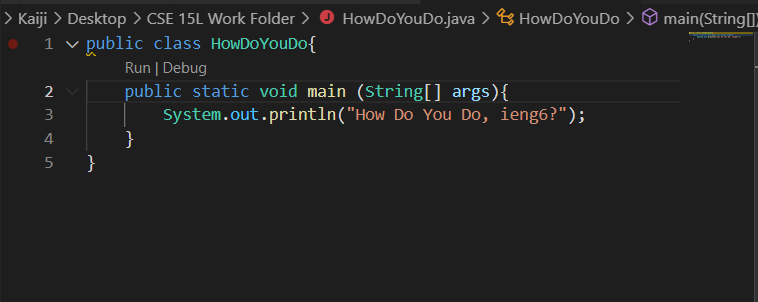 Kaiji > Desktop > CSE 15L Work Folder > J HowDoYouDo.java > HowDoYouDo > main(String[])
1 public class HowDoYouDo{
Run | Debug
2 public static void main (String[] args){
3 System.out.println("How Do You Do, ieng6?");
4 }
5 }